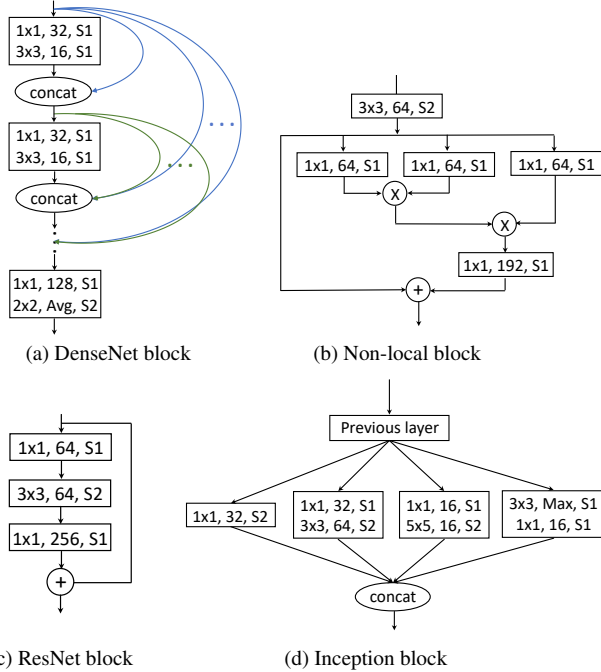 1x1, 32, S1
3x3, 16, S1
concat
1x1, 32, S1
3x3, 16, S1
concat
1x1, 128, S1
2x2, Avg, S2
(a) DenseNet block
3x3, 64, S2
1x1, 64, S1
1x1, 64, S1
1x1, 64, S1
X
X
1x1, 192, S1
+
(b) Non-local block
1x1, 64, S1
3x3, 64, S2
1x1, 256, S1
+
c) ResNet block
Previous layer
1x1, 32, S2
1x1, 32, S1
3x3, 64, S2
1x1, 16, S1
5x5, 16, S2
3x3, Max, S1
1x1, 16, S1
concat
(d) Inception block